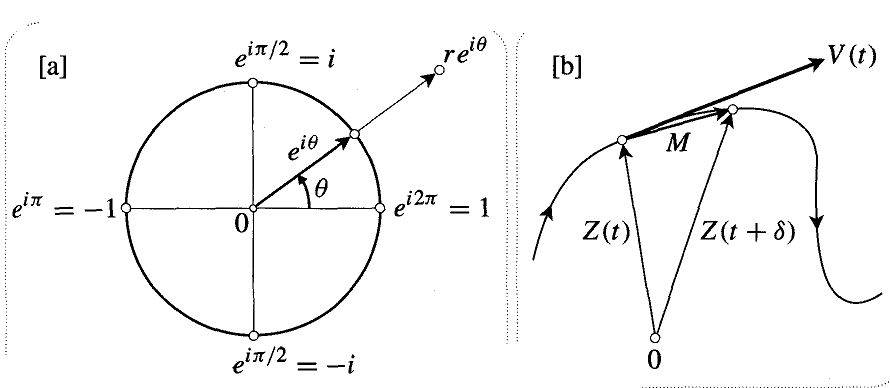 [a]
e^{iπ/2} = i
re^{iθ}
e^{iθ}
θ
e^{iπ} = −1
0
e^{i2π} = 1
e^{iπ/2} = −i
[b]
V(t)
M
Z(t)
Z(t + δ)
0